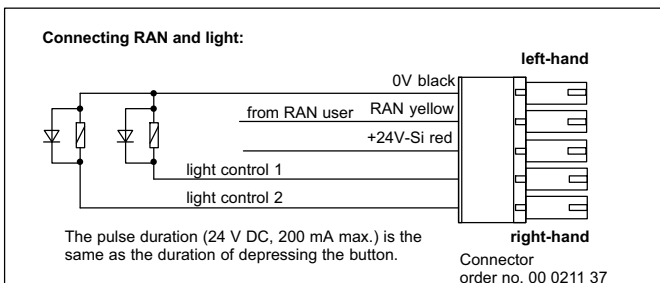 Connecting RAN and light:
left-hand
0V black
from RAN user RAN yellow
+24V-Si red
light control 1
light control 2
The pulse duration (24 V DC, 200 mA max.) is the
same as the duration of depressing the button.
right-hand
Connector
order no. 00 0211 37